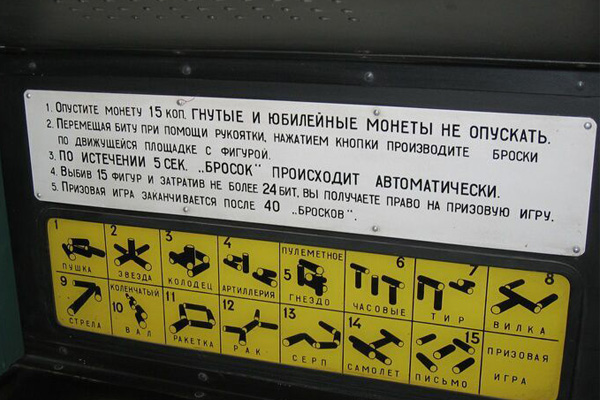 1. ОПУСТИТЕ МОНЕТУ 15 КОП. ГНУТЫЕ И ЮБИЛЕЙНЫЕ МОНЕТЫ НЕ ОПУСКАТЬ.
2. ПЕРЕМЕЩАЯ БИТУ ПРИ ПОМОЩИ РУКОЯТКИ, НАЖАТИЕМ КНОПКИ ПРОИЗВОДИТЕ БРОСКИ
ПО ДВИЖУЩЕЙСЯ ПЛОЩАДКЕ С ФИГУРОЙ.
3. ПО ИСТЕЧЕНИИ 5 СЕК. „БРОСОК" ПРОИСХОДИТ АВТОМАТИЧЕСКИ.
4. ВЫБИВ 15 ФИГУР И ЗАТРАТИВ НЕ БОЛЕЕ 24 БИТ, ВЫ ПОЛУЧАЕТЕ ПРАВО НА ПРИЗОВУЮ ИГРУ.
5. ПРИЗОВАЯ ИГРА ЗАКАНЧИВАЕТСЯ ПОСЛЕ 40 „БРОСКОВ".
1 ПУШКА
2 ЗВЕЗДА
3 КОЛОДЕЦ
4 АРТИЛЛЕРИЯ
ПУЛЕМЕТНОЕ
5 ГНЕЗДО
6 ЧАСОВЫЕ
7 ТИР
8 ВИЛКА
9 СТРЕЛА
КОЛЕНЧАТЫЙ
10 ВАЛ
11 РАКЕТКА
12 РАК
13 СЕРП
14 САМОЛЕТ
15 ПИСЬМО
ПРИЗОВАЯ
ИГРА